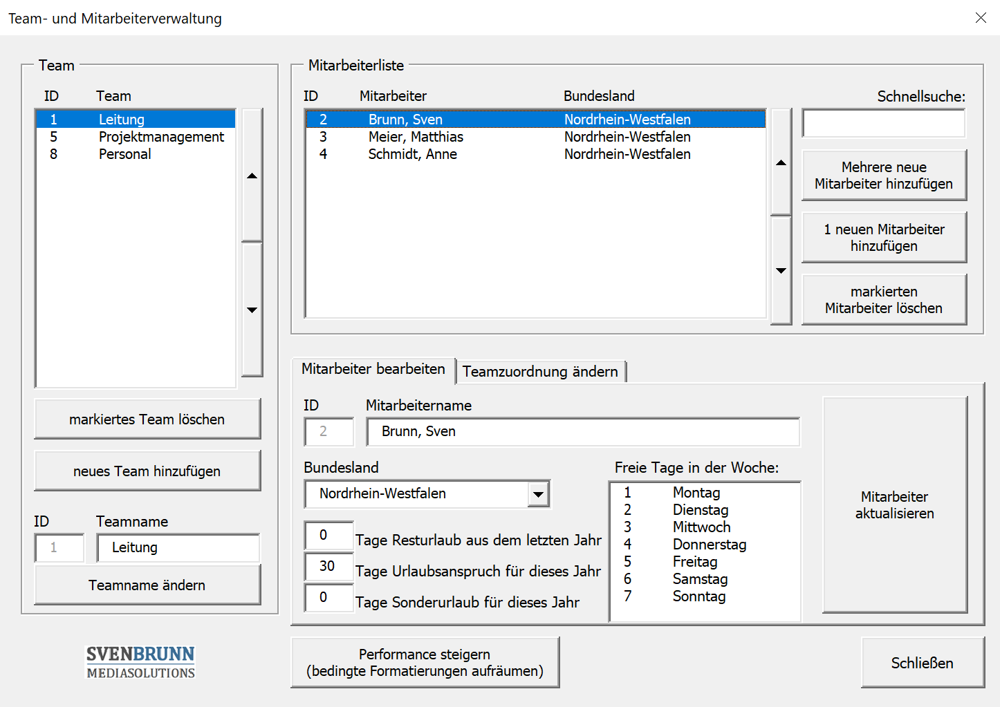 Team- und Mitarbeiterverwaltung
Team
ID Team
1 Leitung
5 Projektmanagement
8 Personal
markiertes Team löschen
neues Team hinzufügen
ID Teamname
1 Leitung
Teamname ändern
Mitarbeiterliste
ID Mitarbeiter Bundesland
2 Brunn, Sven Nordrhein-Westfalen
3 Meier, Matthias Nordrhein-Westfalen
4 Schmidt, Anne Nordrhein-Westfalen
Schnellsuche:
Mehrere neue
Mitarbeiter hinzufügen
1 neuen Mitarbeiter
hinzufügen
markierten
Mitarbeiter löschen
Mitarbeiter bearbeiten
Teamzuordnung ändern
ID Mitarbeitername
2 Brunn, Sven
Bundesland
Nordrhein-Westfalen
0 Tage Resturlaub aus dem letzten Jahr
30 Tage Urlaubsanspruch für dieses Jahr
0 Tage Sonderurlaub für dieses Jahr
Freie Tage in der Woche:
1 Montag
2 Dienstag
3 Mittwoch
4 Donnerstag
5 Freitag
6 Samstag
7 Sonntag
Mitarbeiter
aktualisieren
SVENBRUNN
MEDIASOLUTIONS
Performance steigern
(bedingte Formatierungen aufräumen)
Schließen